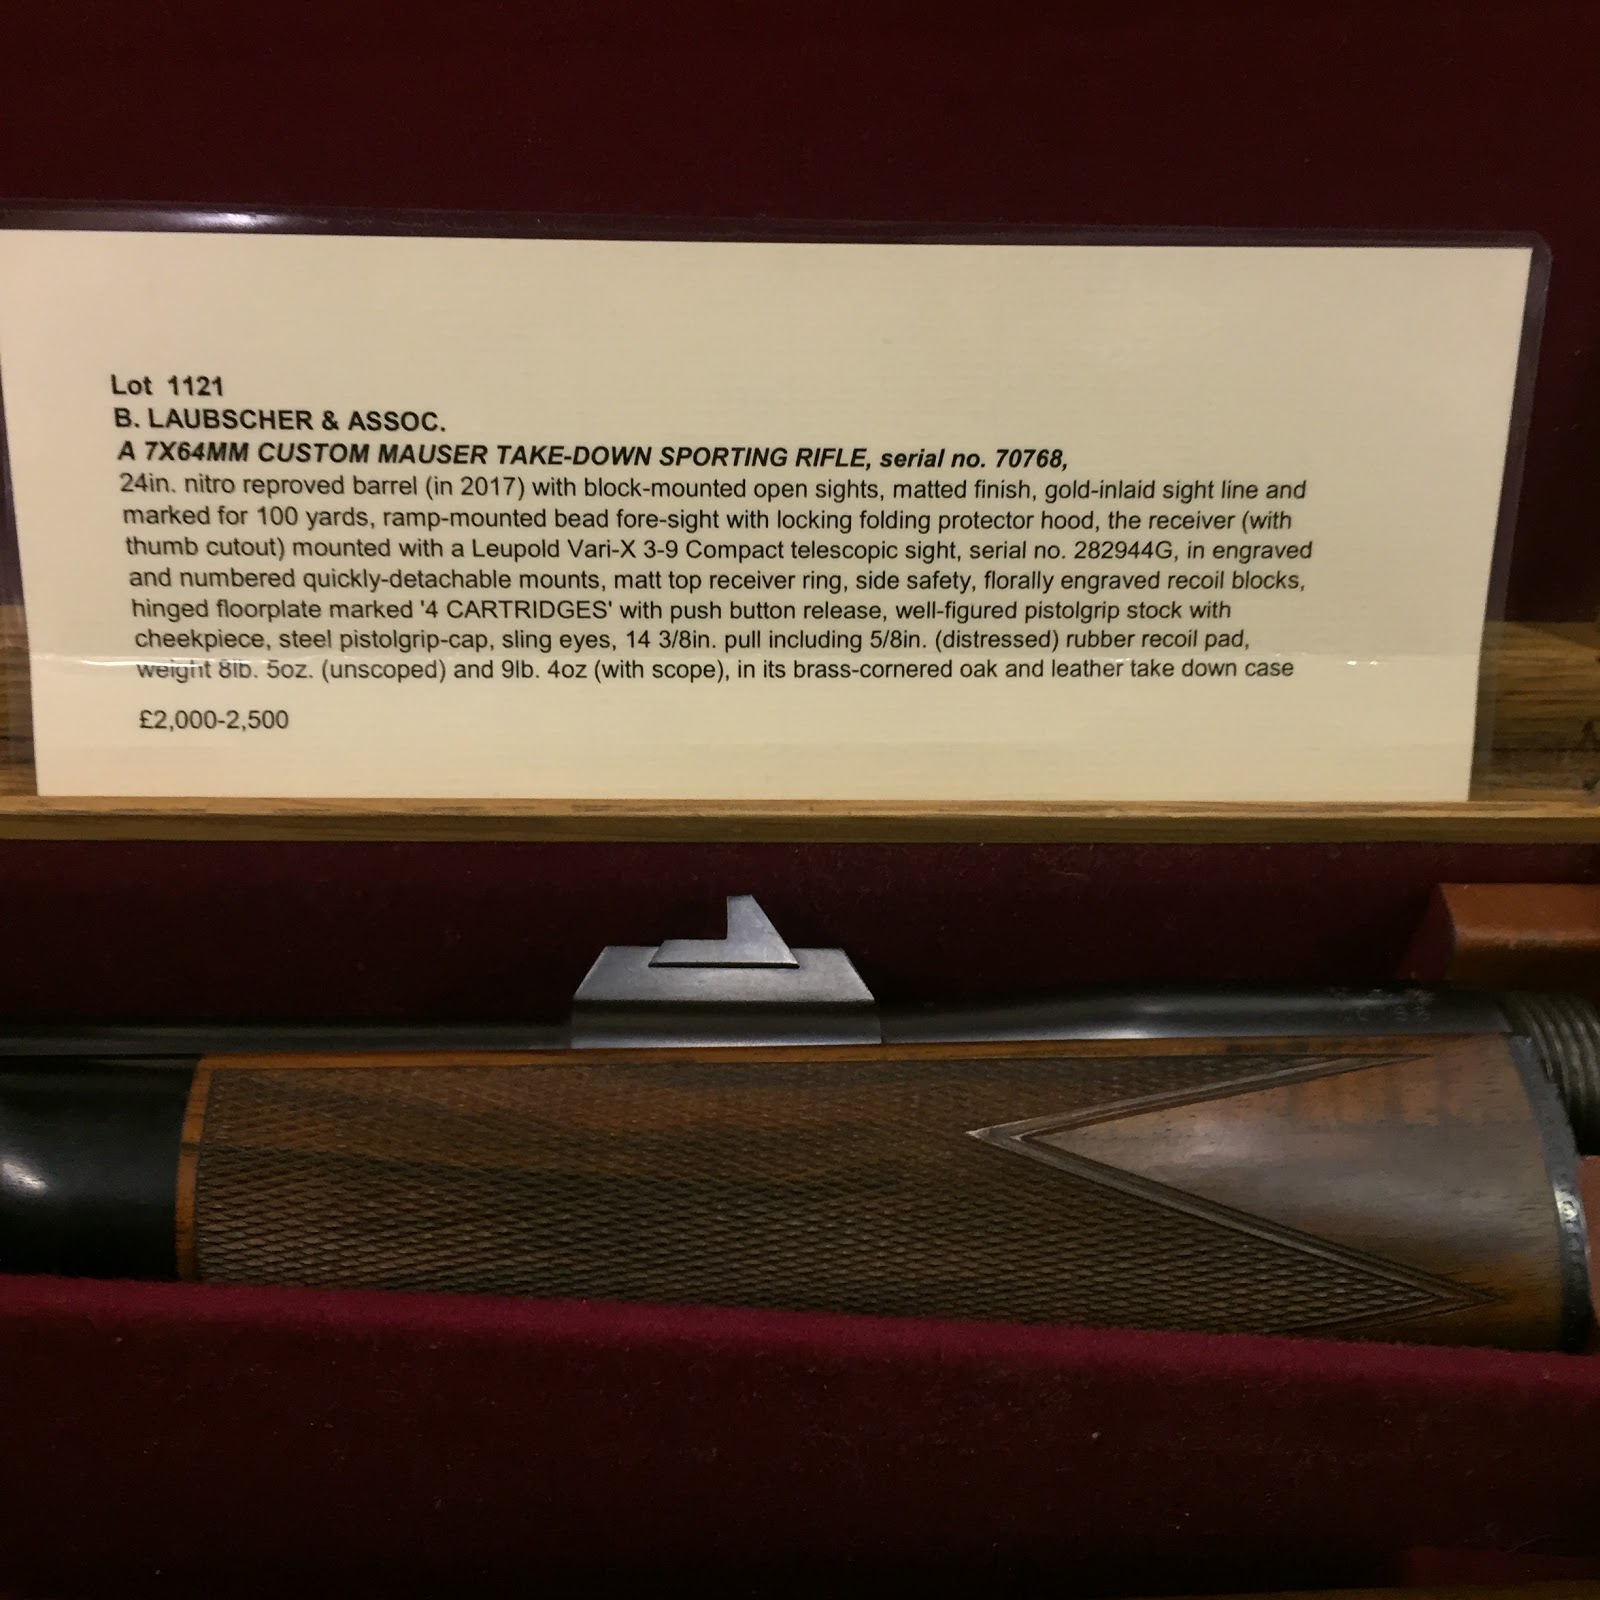 Lot 1121
B. LAUBSCHER & ASSOC.
A 7X64MM CUSTOM MAUSER TAKE-DOWN SPORTING RIFLE, serial no. 70768,
24in. nitro reproved barrel (in 2017) with block-mounted open sights, matted finish, gold-inlaid sight line and
marked for 100 yards, ramp-mounted bead fore-sight with locking folding protector hood, the receiver (with
thumb cutout) mounted with a Leupold Vari-X 3-9 Compact telescopic sight, serial no. 282944G, in engraved
and numbered quickly-detachable mounts, matt top receiver ring, side safety, florally engraved recoil blocks,
hinged floorplate marked '4 CARTRIDGES' with push button release, well-figured pistolgrip stock with
cheekpiece, steel pistolgrip-cap, sling eyes, 14 3/8in. pull including 5/8in. (distressed) rubber recoil pad,
weight 8lb. 5oz. (unscoped) and 9lb. 4oz (with scope), in its brass-cornered oak and leather take down case
£2,000-2,500